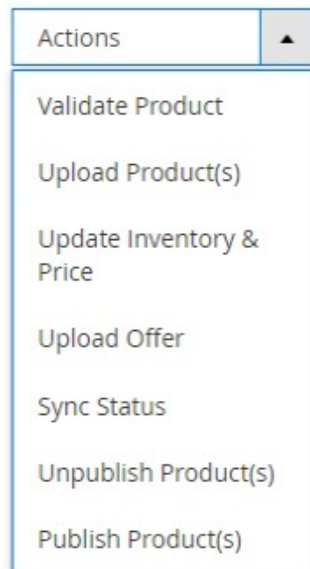 Actions
Validate Product
Upload Product(s)
Update Inventory &
Price
Upload Offer
Sync Status
Unpublish Product(s)
Publish Product(s)